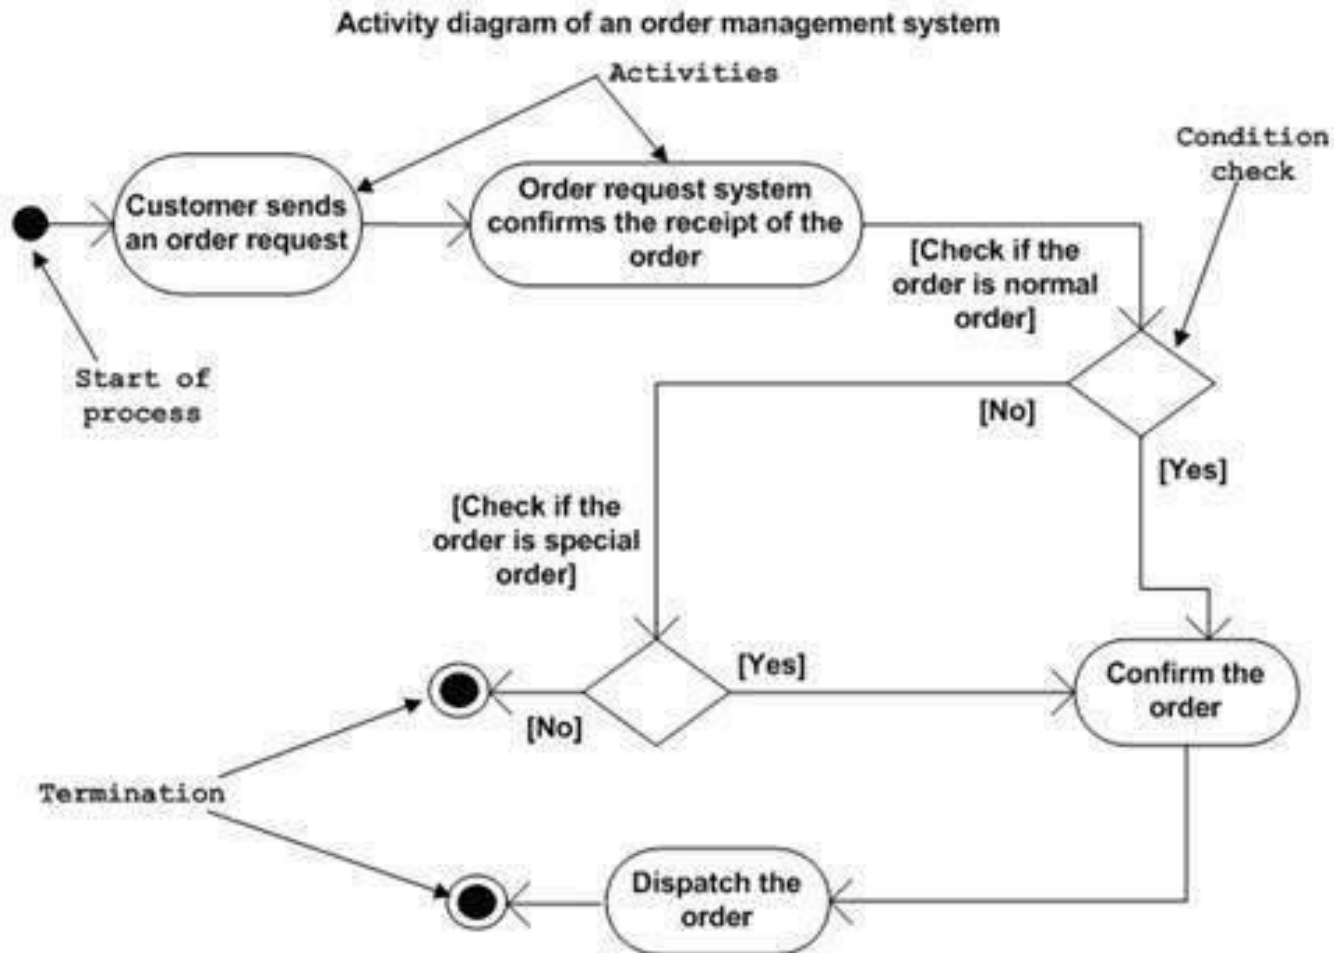 Activity diagram of an order management system
Activities
Condition
check
Customer sends
an order request
Order request system
confirms the receipt of the
order
[Check if the
order is normal
order]
Start of
process
[No]
[Yes]
[Check if the
order is special
order]
[Yes]
Confirm the
order
[No]
Termination
Dispatch the
order